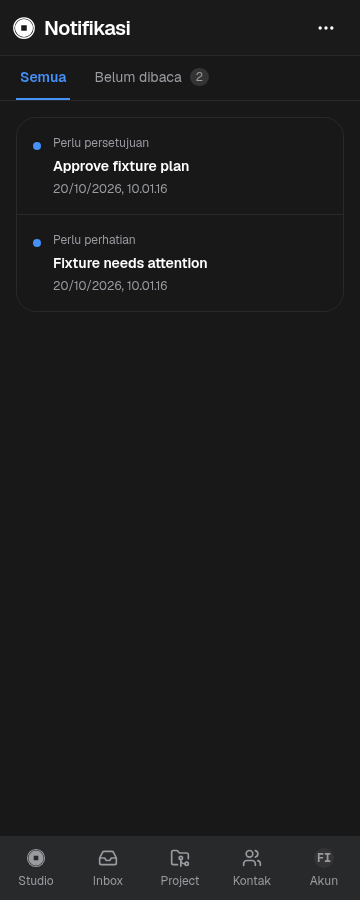 Notifikasi
Semua
Belum dibaca 2
Perlu persetujuan
Approve fixture plan
20/10/2026, 10.01.16
Perlu perhatian
Fixture needs attention
20/10/2026, 10.01.16
FI
Studio Inbox Project Kontak Akun